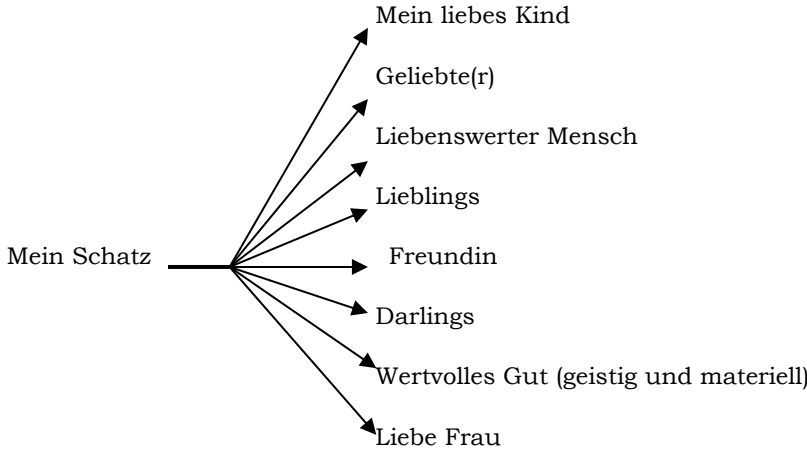 Mein liebes Kind
Geliebte(r)
Liebenswerter Mensch
Lieblings
Mein Schatz
Freundin
Darlings
Wertvolles Gut (geistig und materiell)
Liebe Frau